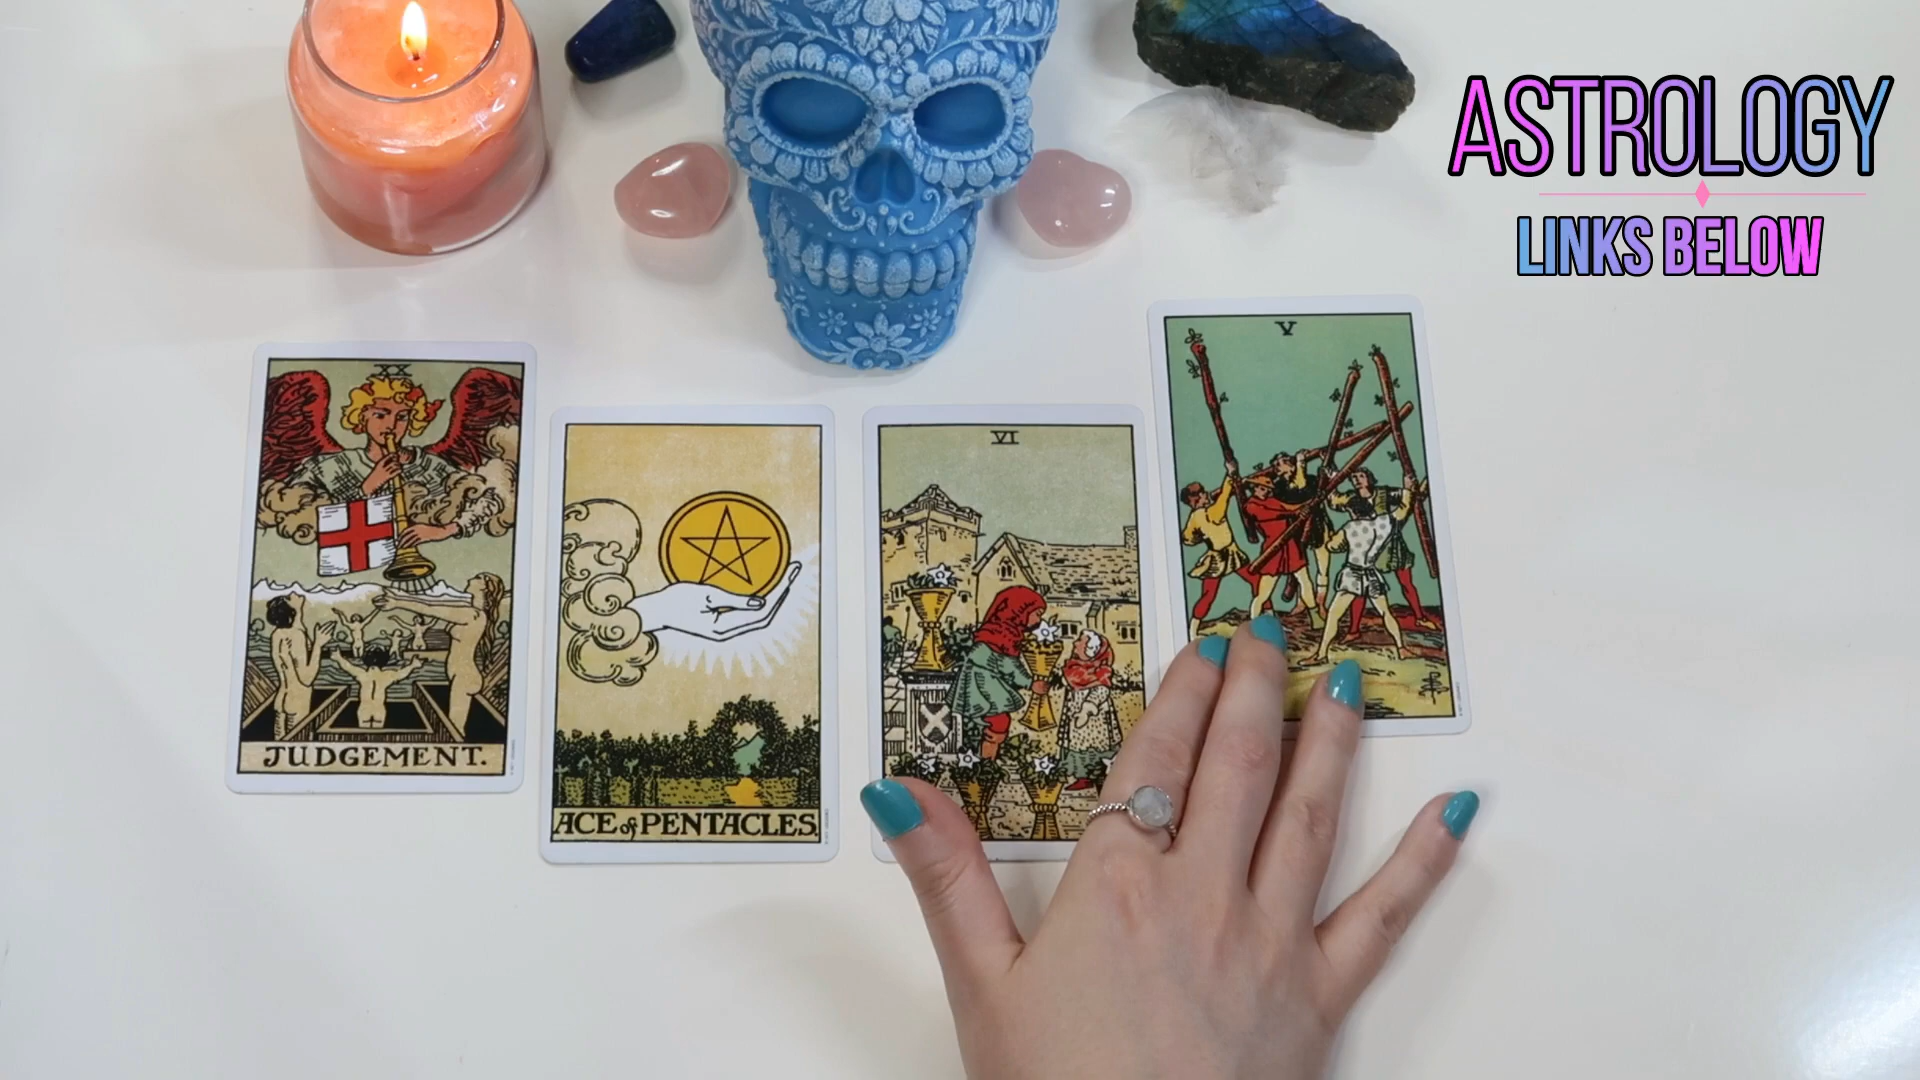 ASTROLOGY
LINKS BELOW
XX
JUDGEMENT.
ACE of PENTACLES.
VI
V